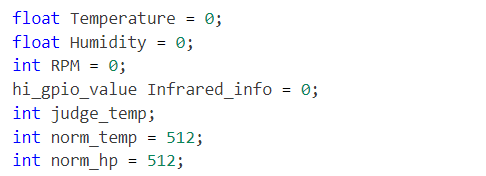 float Temperature = 0;
float Humidity = 0;
int RPM = 0;
hi_gpio_value Infrared_info = 0;
int judge_temp;
int norm_temp = 512;
int norm_hp = 512;